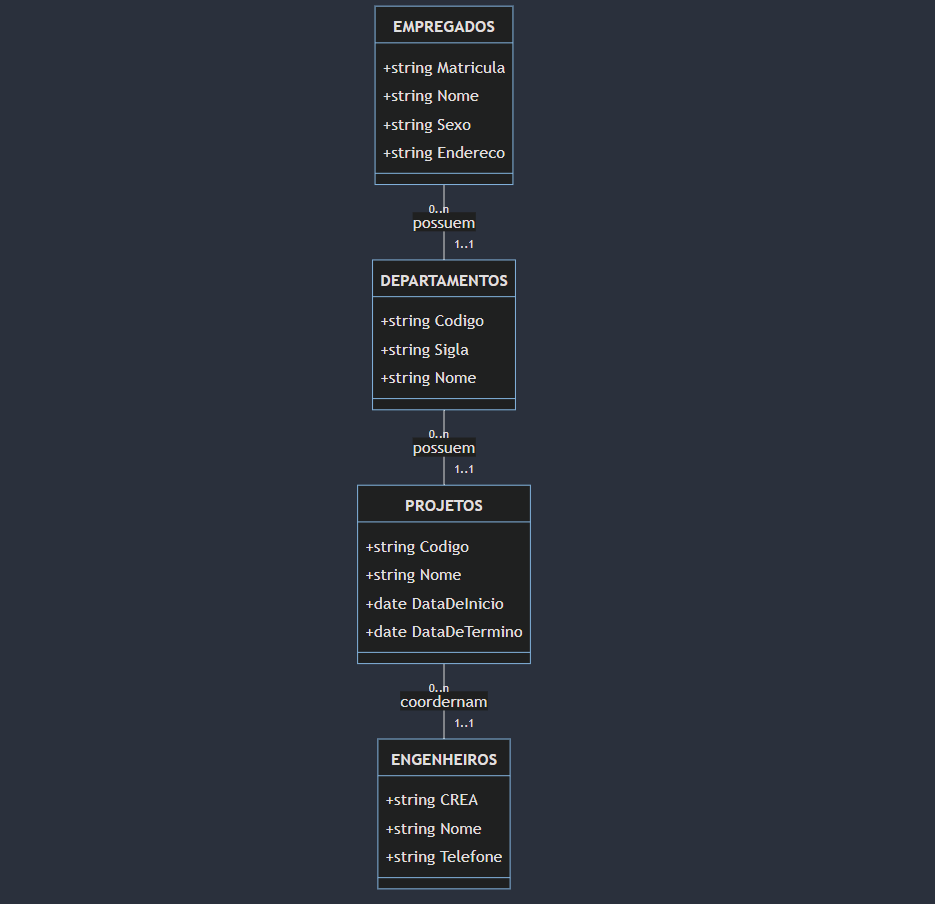 EMPREGADOS
+string Matricula
+string Nome
+string Sexo
+string Endereco
0..n
possuem
1..1
DEPARTAMENTOS
+string Codigo
+string Sigla
+string Nome
0..n
possuem
1..1
PROJETOS
+string Codigo
+string Nome
+date DataDeInicio
+date DataDeTermino
0..n
coordernam
1..1
ENGENHEIROS
+string CREA
+string Nome
+string Telefone